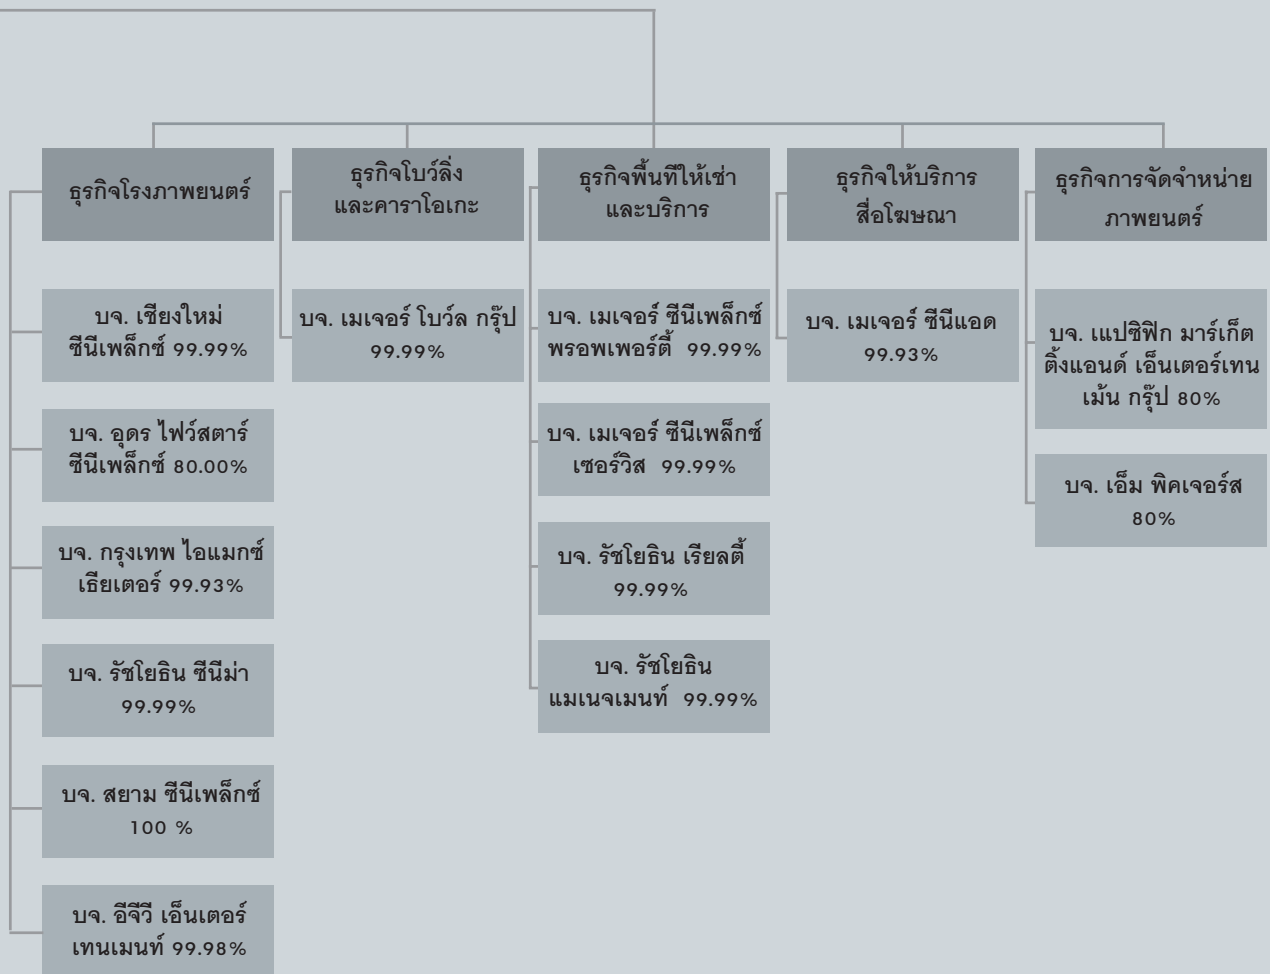 ธุรกิจโรงภาพยนตร์
บจ. เชียงใหม่
ซีนีเพล็กซ์ 99.99%
บจ. อุดร ไฟว์สตาร์
ซีนีเพล็กซ์ 80.00%
บจ. กรุงเทพ ไอแมกซ์
เธียเตอร์ 99.93%
บจ. รัชโยธิน ซีนีม่า
99.99%
บจ. สยาม ซีนีเพล็กซ์
100 %
บจ. อีจีวี เอ็นเตอร์
เทนเมนท์ 99.98%
ธุรกิจโบว์ลิ่ง
และคาราโอเกะ
บจ. เมเจอร์ โบว์ล กรุ๊ป
99.99%
ธุรกิจพื้นที่ให้เช่า
และบริการ
บจ. เมเจอร์ ซีนีเพล็กซ์
พรอพเพอร์ตี้ 99.99%
บจ. เมเจอร์ ซีนีเพล็กซ์
เซอร์วิส 99.99%
บจ. รัชโยธิน เรียลตี้
99.99%
บจ. รัชโยธิน
แมเนจเมนท์ 99.99%
ธุรกิจให้บริการ
สื่อโฆษณา
บจ. เมเจอร์ ซีนีแอด
99.93%
ธุรกิจการจัดจำหน่าย
ภาพยนตร์
บจ. แปซิฟิก มาร์เก็ต
ติ้งแอนด์ เอ็นเตอร์เทน
เม้น กรุ๊ป 80%
บจ. เอ็ม พิคเจอร์ส
80%